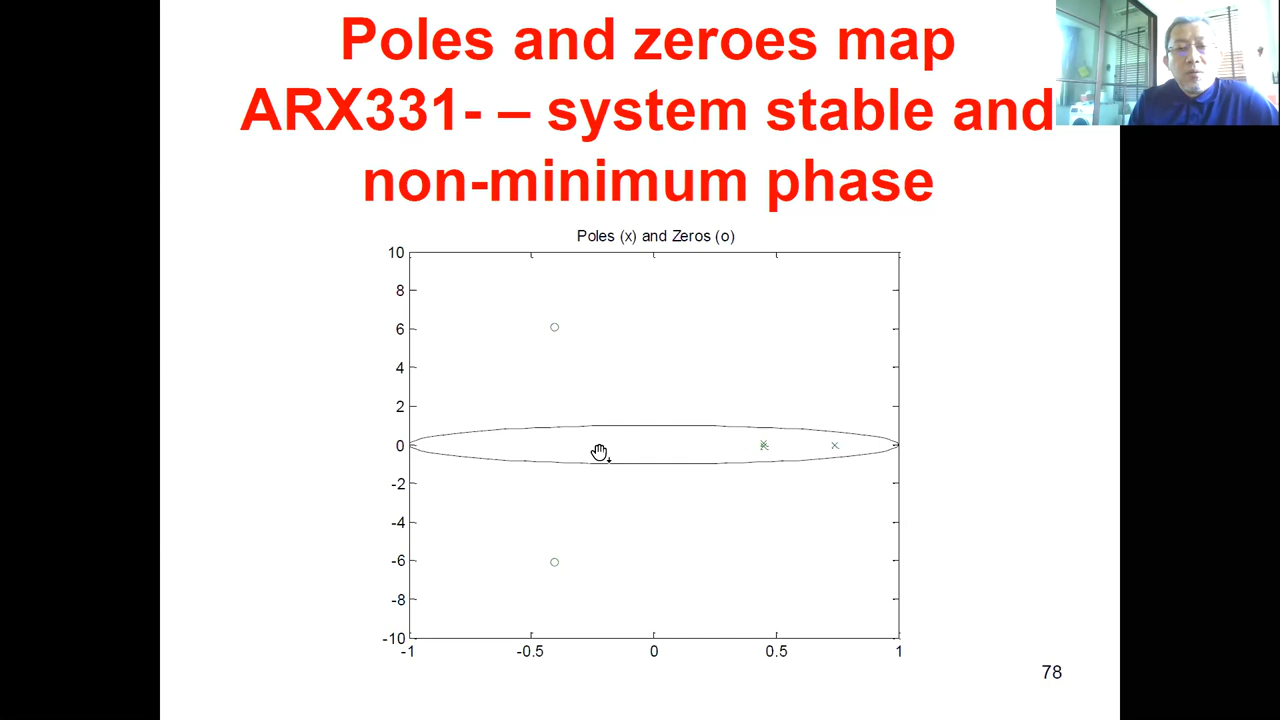 Poles and zeroes map
ARX331- – system stable and
non-minimum phase
Poles (x) and Zeros (o)
10
8
6
4
2
0
-2
-4
-6
-8
-10
-1 -0.5 0 0.5 1
78